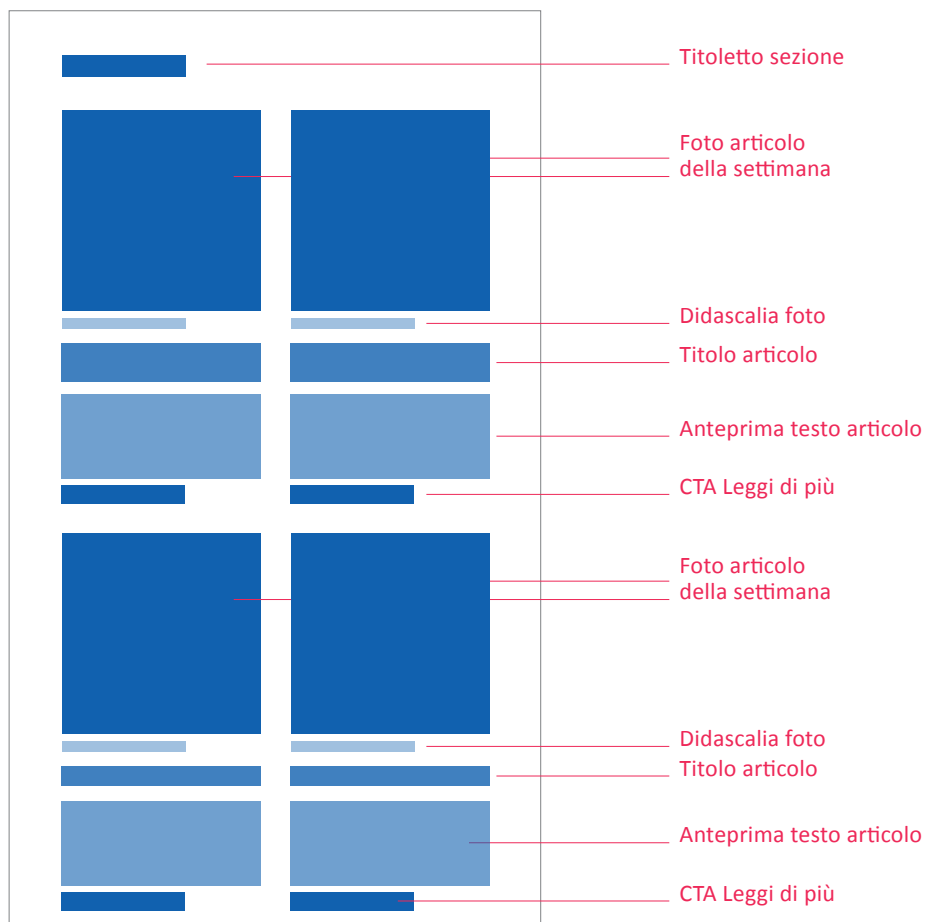 Titoletto sezione
Foto articolo
della settimana
Didascalia foto
Titolo articolo
Anteprima testo articolo
CTA Leggi di più
Foto articolo
della settimana
Didascalia foto
Titolo articolo
Anteprima testo articolo
CTA Leggi di più